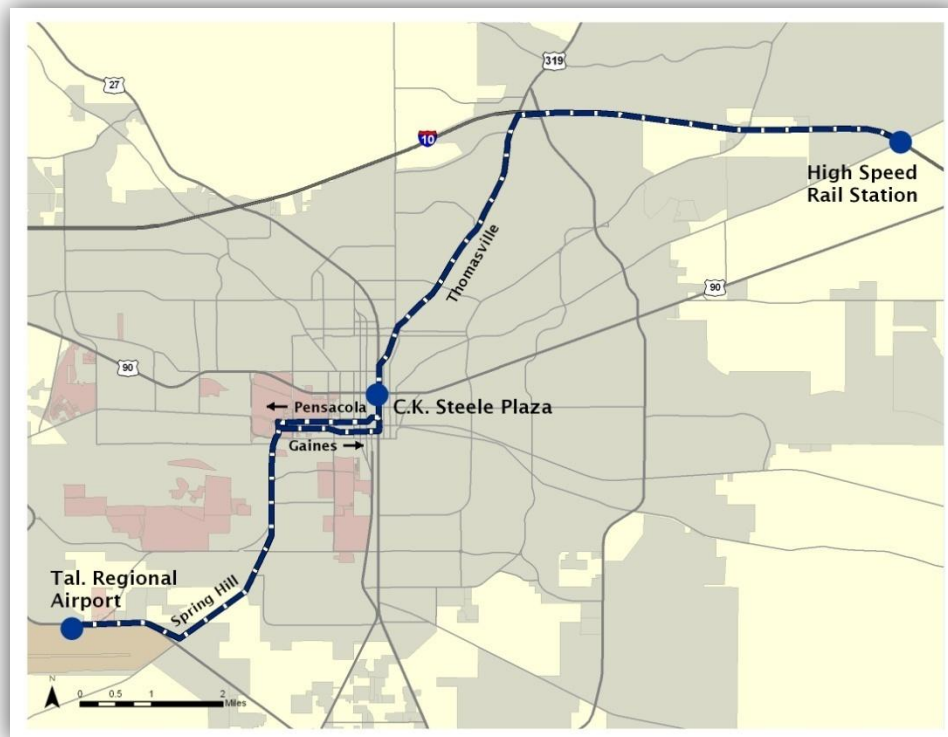 319
27
10
High Speed
Rail Station
Thomasville
90
90
Pensacola
C.K. Steele Plaza
Gaines
Tal. Regional
Airport
Spring Hill
N
0 0.5 1 2
Miles